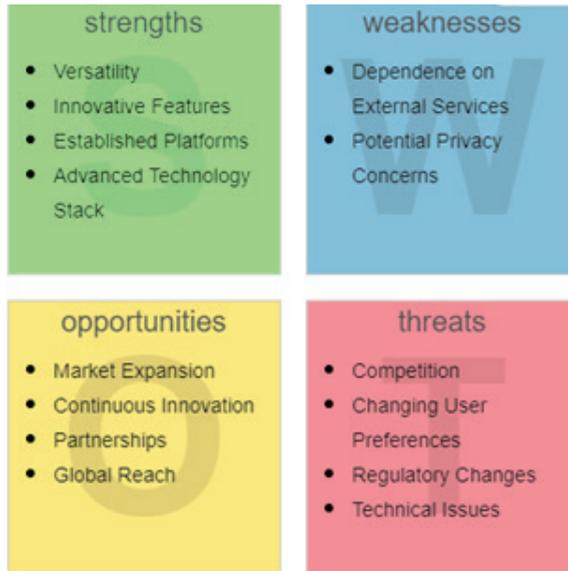 strengths
• Versatility
• Innovative Features
• Established Platforms
• Advanced Technology
Stack
S
weaknesses
• Dependence on
External Services
• Potential Privacy
Concerns
W
opportunities
• Market Expansion
• Continuous Innovation
• Partnerships
• Global Reach
O
threats
• Competition
• Changing User
Preferences
• Regulatory Changes
• Technical Issues
T